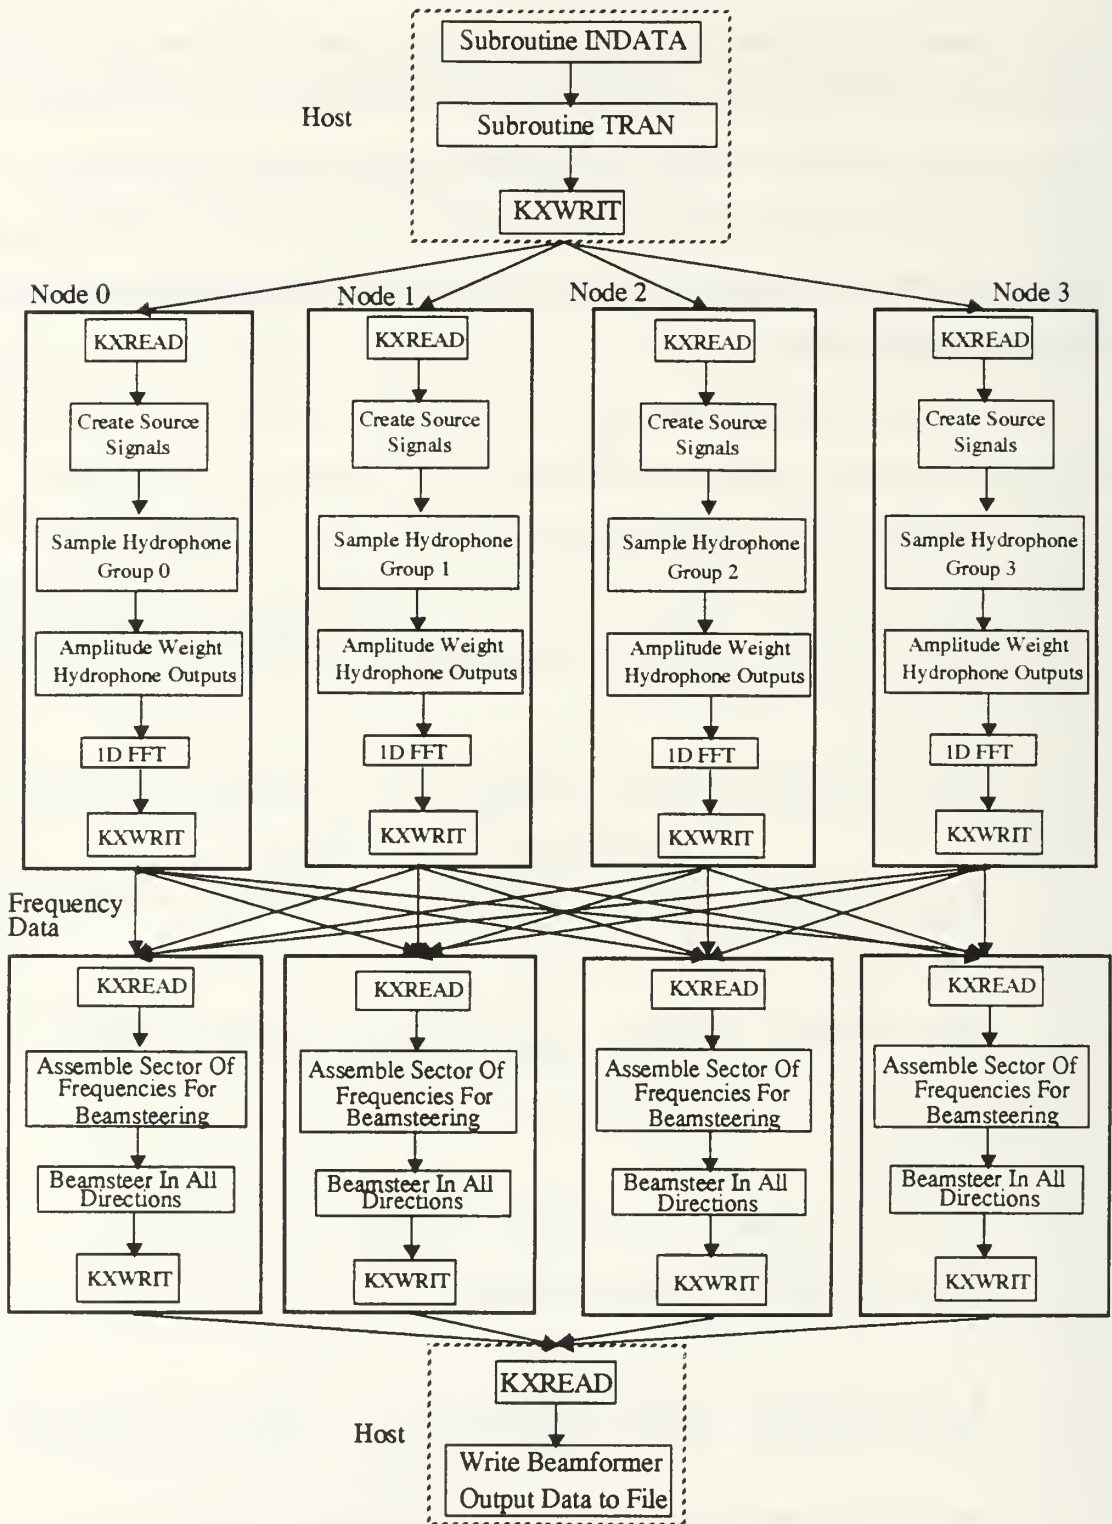 Subroutine INDATA
Host
Subroutine TRAN
KXWRIT
Node 0
Node 1
Node 2
Node 3
KXREAD
KXREAD
KXREAD
KXREAD
Create Source
Signals
Create Source
Signals
Create Source
Signals
Create Source
Signals
Sample Hydrophone
Group 0
Sample Hydrophone
Group 1
Sample Hydrophone
Group 2
Sample Hydrophone
Group 3
Amplitude Weight
Hydrophone Outputs
Amplitude Weight
Hydrophone Outputs
Amplitude Weight
Hydrophone Outputs
Amplitude Weight
Hydrophone Outputs
1D FFT
1D FFT
1D FFT
1D FFT
KXWRIT
KXWRIT
KXWRIT
KXWRIT
Frequency
Data
KXREAD
KXREAD
KXREAD
KXREAD
Assemble Sector Of
Frequencies For
Beamsteering
Assemble Sector Of
Frequencies For
Beamsteering
Assemble Sector Of
Frequencies For
Beamsteering
Assemble Sector Of
Frequencies For
Beamsteering
Beamsteer In All
Directions
Beamsteer In All
Directions
Beamsteer In All
Directions
Beamsteer In All
Directions
KXWRIT
KXWRIT
KXWRIT
KXWRIT
KXREAD
Host
Write Beamformer
Output Data to File